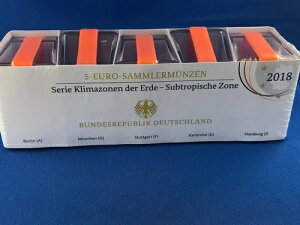 5-EURO-SAMMLERMÜNZEN
Serie Klimazonen der Erde – Subtropische Zone
2018
BUNDESREPUBLIK DEUTSCHLAND
Berlin (A) München (D) Stuttgart (F) Karlsruhe (G) Hamburg (J)